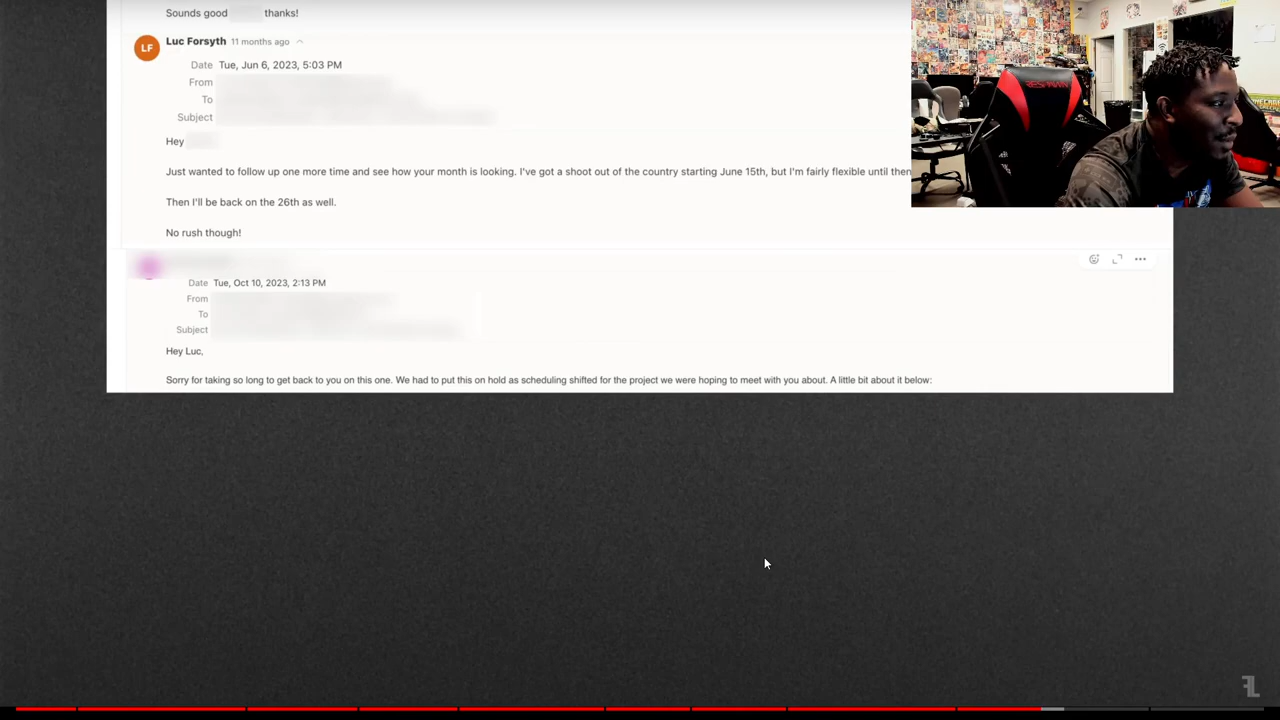 Sounds good thanks!
LF Luc Forsyth 11 months ago
Date Tue, Jun 6, 2023, 5:03 PM
From
To
Subject
Hey
Just wanted to follow up one more time and see how your month is looking. I've got a shoot out of the country starting June 15th, but I'm fairly flexible until then
Then I'll be back on the 26th as well.
No rush though!
Date Tue, Oct 10, 2023, 2:13 PM
From
To
Subject
Hey Luc,
Sorry for taking so long to get back to you on this one. We had to put this on hold as scheduling shifted for the project we were hoping to meet with you about. A little bit about it below:
RESPAWN